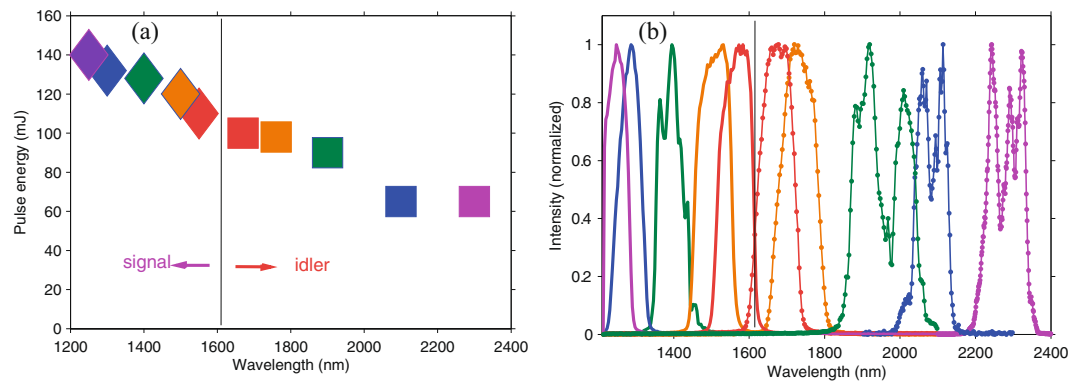 (a)
160
140
120
100
80
60
40
20
0
Pulse energy (mJ)
signal
idler
1200 1400 1600 1800 2000 2200 2400
Wavelength (nm)
(b)
1
0.8
0.6
0.4
0.2
0
Intensity (normalized)
1400 1600 1800 2000 2200 2400
Wavelength (nm)